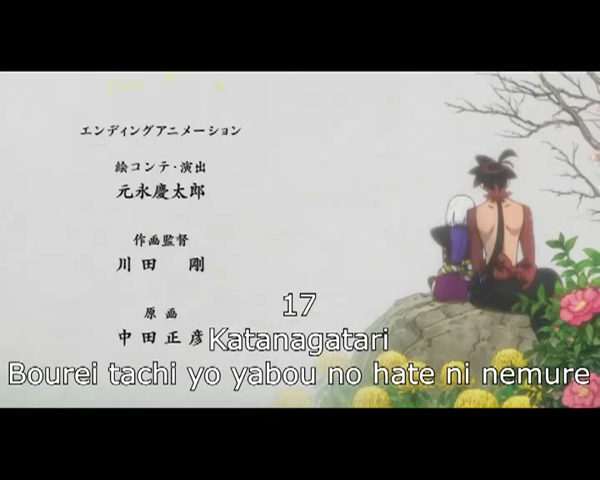 エンディングアニメーション
絵コンテ・演出
元永慶太郎
作画監督
川田 剛
原画
中田正彦
17
Katanagatari
Bourei tachi yo yabou no hate ni nemure